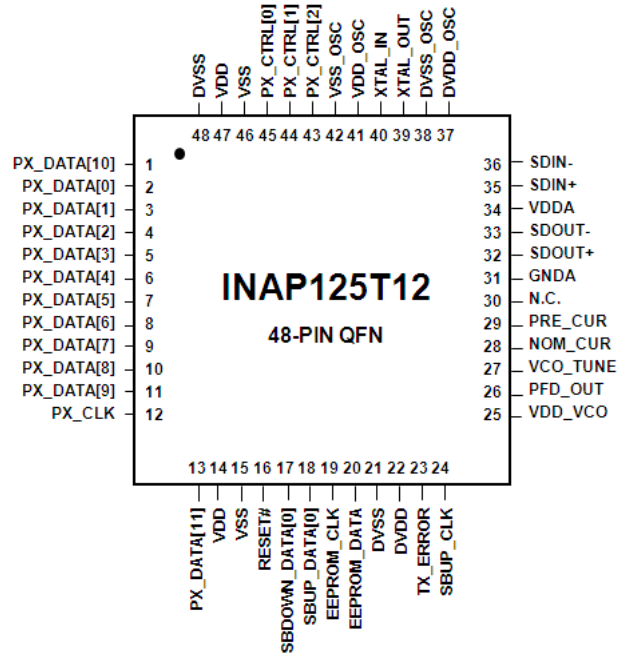 DVSS
VDD
VSS
PX_CTRL[0]
PX_CTRL[1]
PX_CTRL[2]
VSS_OSC
VDD_OSC
XTAL_IN
XTAL_OUT
DVSS_OSC
DVDD_OSC
48 47 46 45 44 43 42 41 40 39 38 37
PX_DATA[10] 1
PX_DATA[0] 2
PX_DATA[1] 3
PX_DATA[2] 4
PX_DATA[3] 5
PX_DATA[4] 6
PX_DATA[5] 7
PX_DATA[6] 8
PX_DATA[7] 9
PX_DATA[8] 10
PX_DATA[9] 11
PX_CLK 12
INAP125T12
48-PIN QFN
36 SDIN-
35 SDIN+
34 VDDA
33 SDOUT-
32 SDOUT+
31 GNDA
30 N.C.
29 PRE_CUR
28 NOM_CUR
27 VCO_TUNE
26 PFD_OUT
25 VDD_VCO
13 14 15 16 17 18 19 20 21 22 23 24
PX_DATA[11]
VDD
VSS
RESET#
SBDOWN_DATA[0]
SBUP_DATA[0]
EEPROM_CLK
EEPROM_DATA
DVSS
DVDD
TX_ERROR
SBUP_CLK